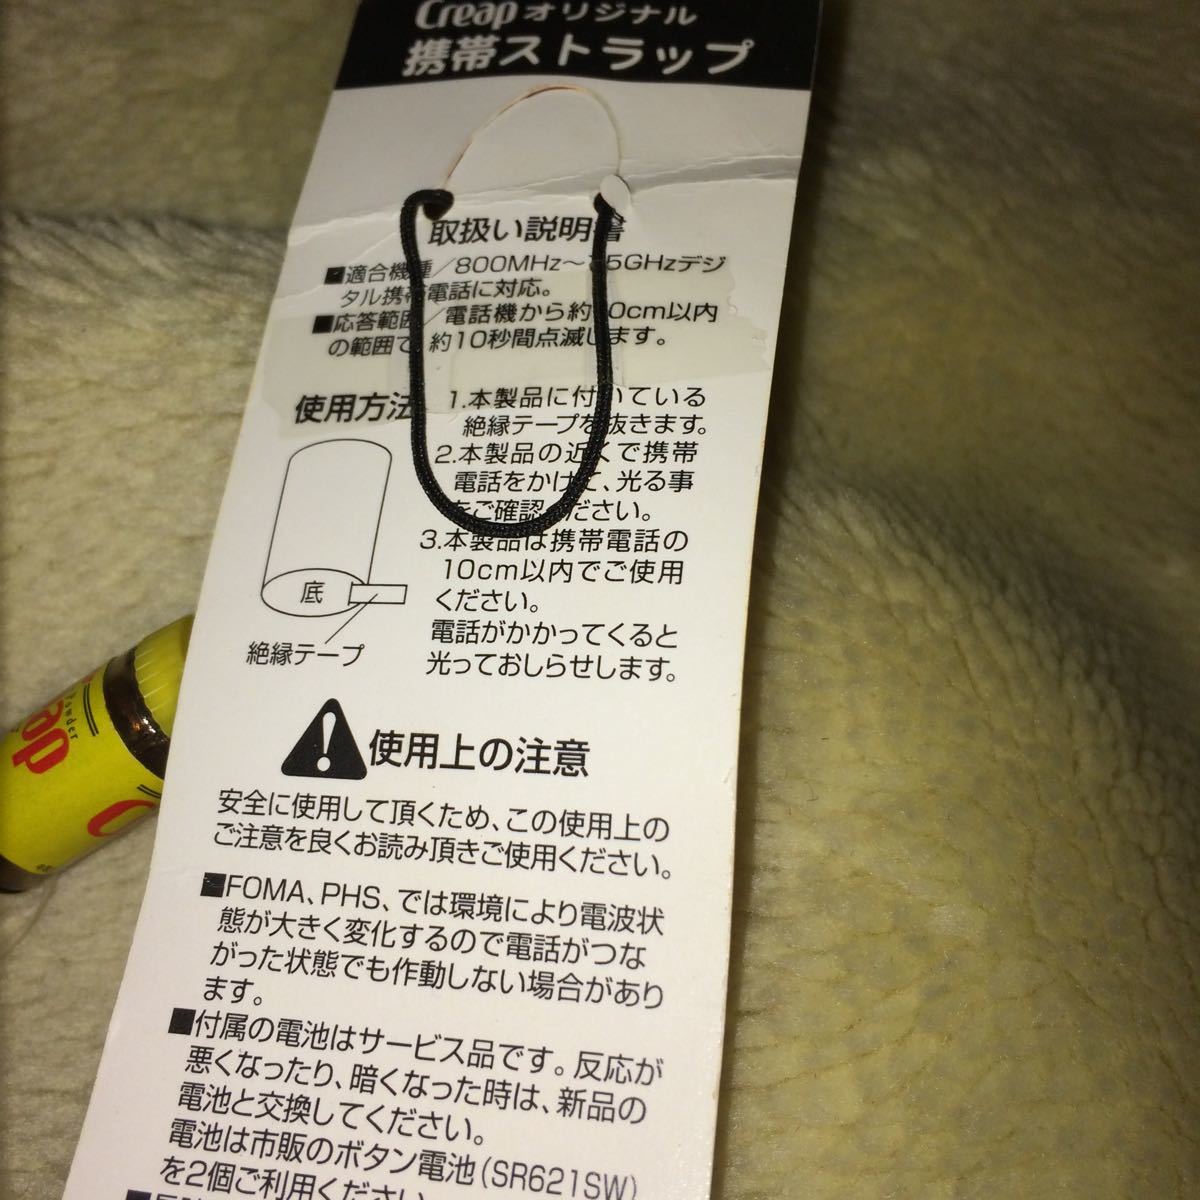 Creap オリジナル
携帯ストラップ
取扱い説明書
■適合機種/800MHz〜 5GHzデジ
タル携帯電話に対応。
■応答範囲/電話機から約 0cm以内
の範囲で、約10秒間点滅します。
使用方法
1.本製品に付いている
絶縁テープを抜きます。
2.本製品の近くで携帯
電話をかけて、光る事
をご確認ください。
3.本製品は携帯電話の
10cm以内でご使用
ください。
電話がかかってくると
光っておしらせします。
底
絶縁テープ
使用上の注意
安全に使用して頂くため、この使用上の
ご注意を良くお読み頂きご使用ください。
■FOMA、PHS、では環境により電波状
態が大きく変化するので電話がつな
がった状態でも作動しない場合があり
ます。
■付属の電池はサービス品です。反応が
悪くなったり、暗くなった時は、新品の
電池と交換してください。
電池は市販のボタン電池(SR621SW)
を2個ご利用ください。
owder
ap